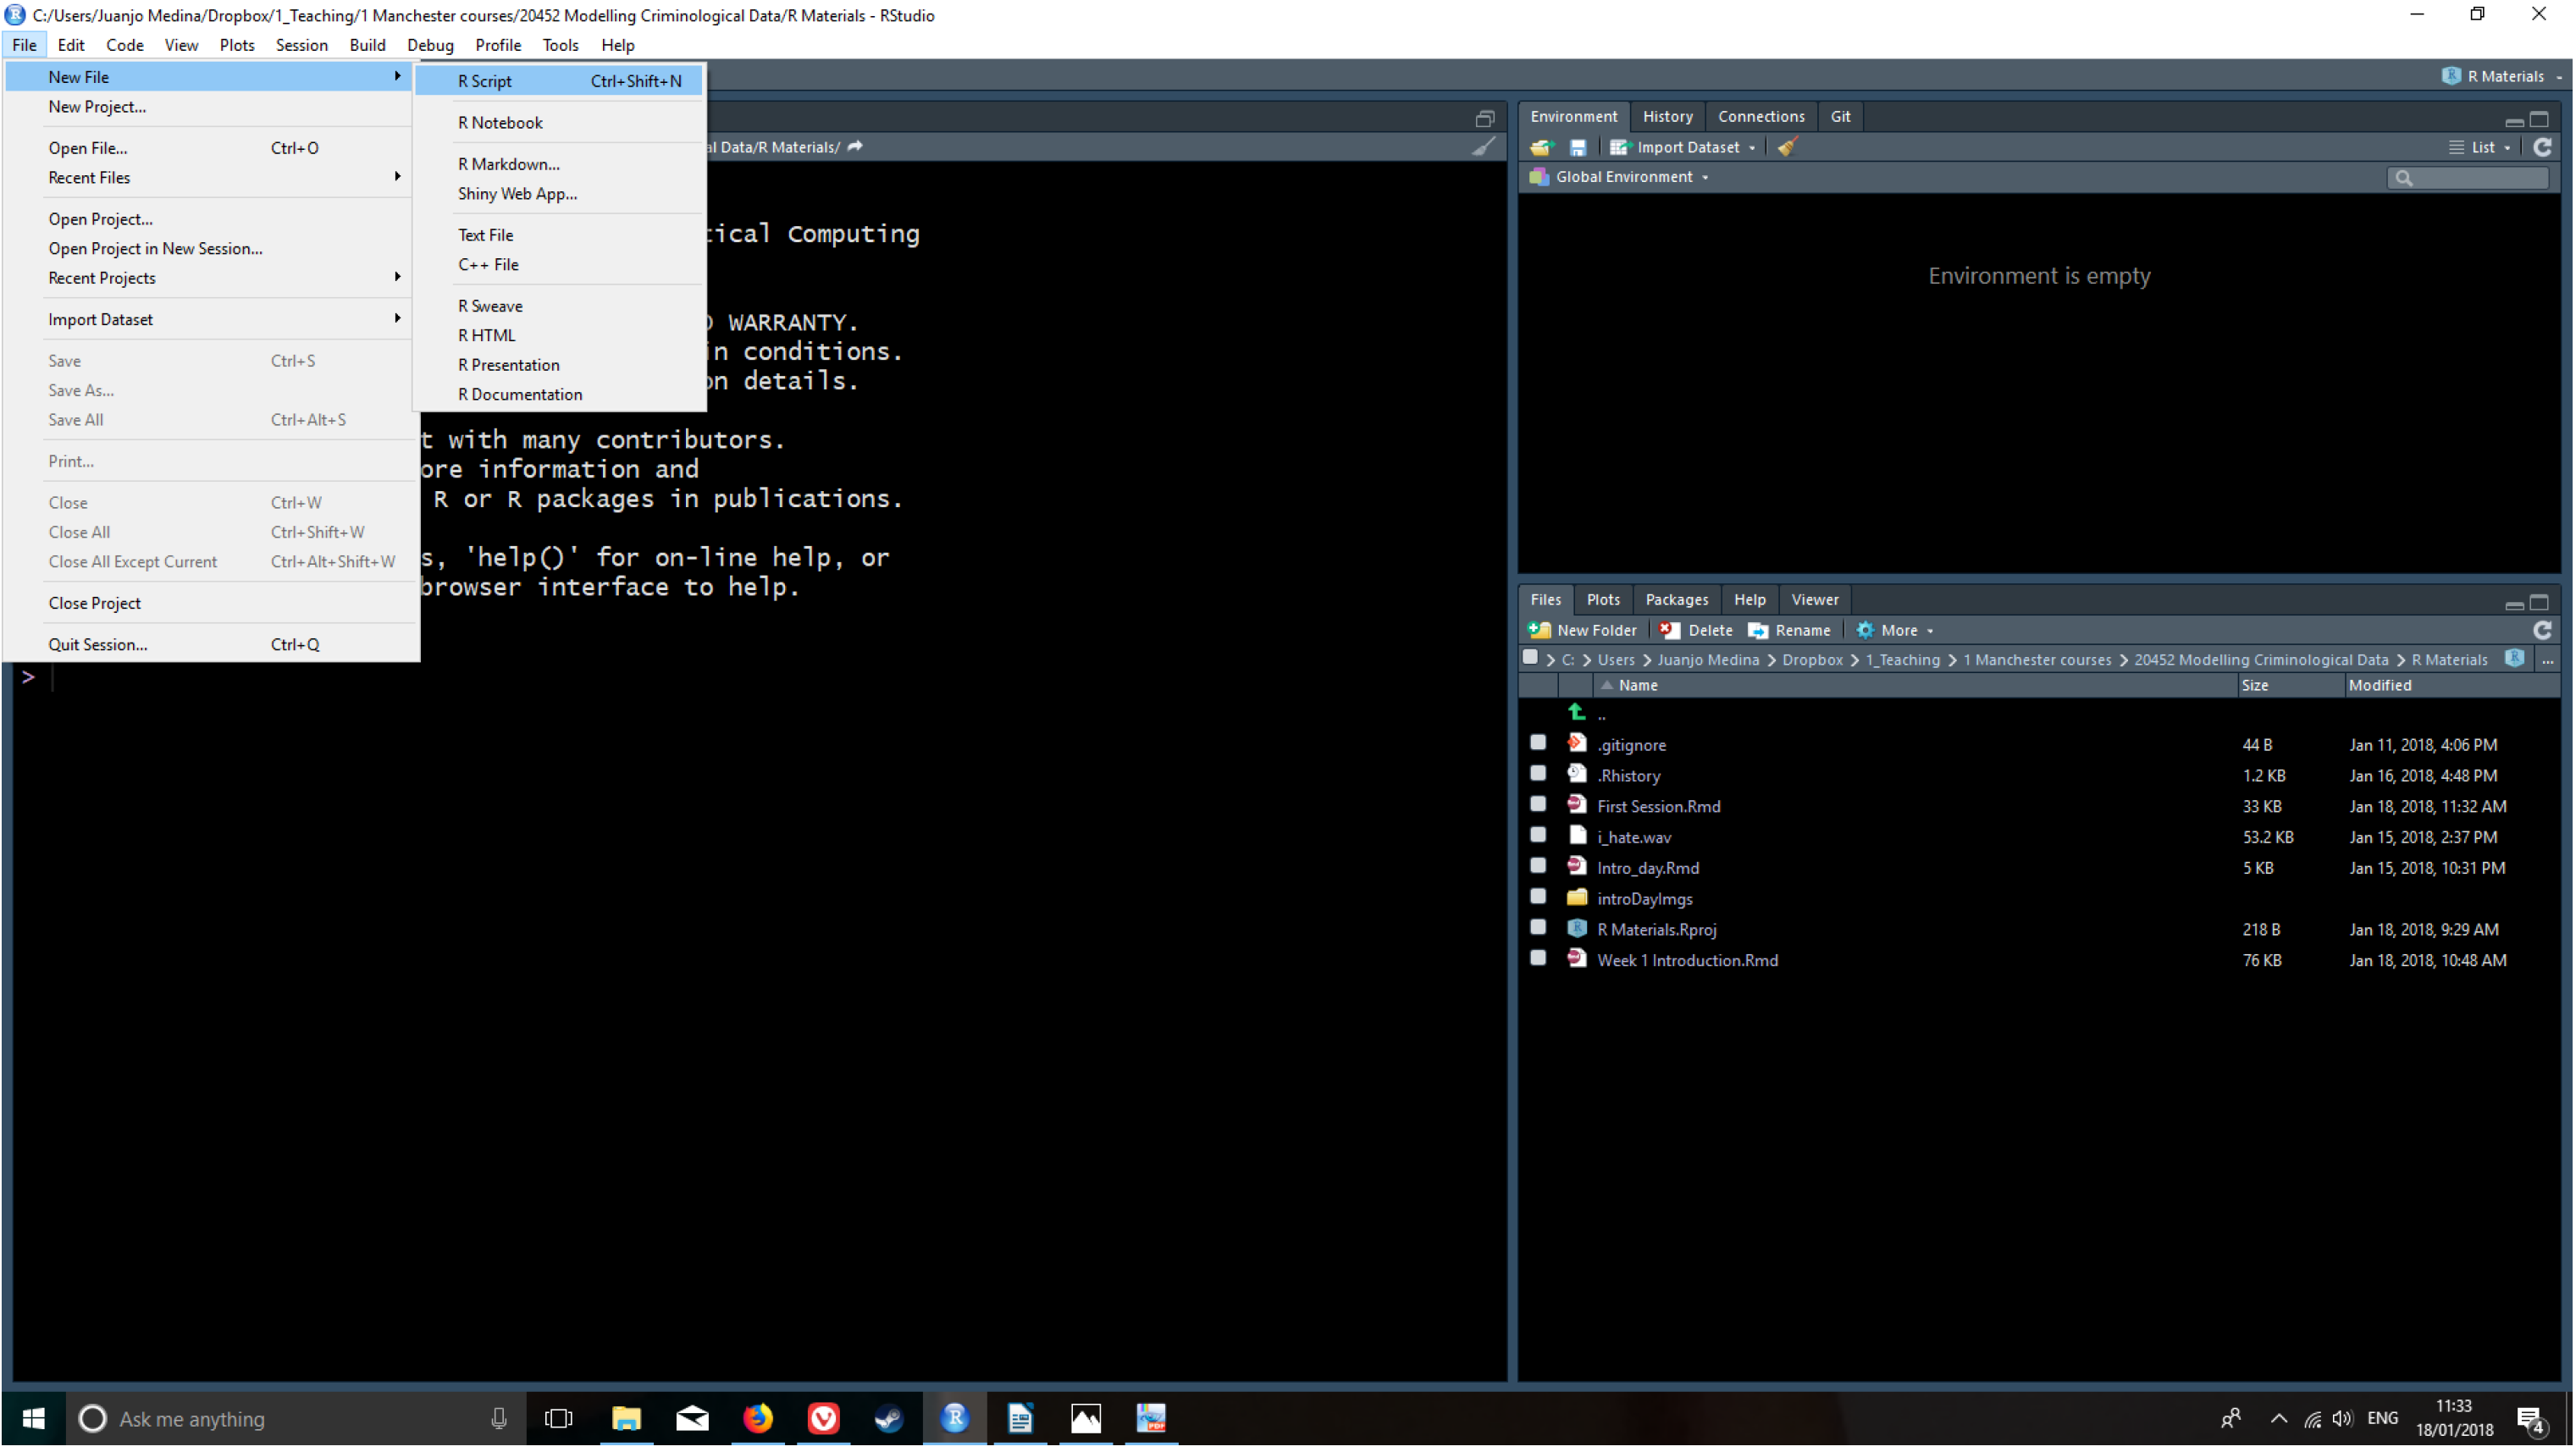 C:/Users/Juanjo Medina/Dropbox/1_Teaching/1 Manchester courses/20452 Modelling Criminological Data/R Materials - RStudio
File Edit Code View Plots Session Build Debug Profile Tools Help
New File
New Project...
Open File... Ctrl+O
Recent Files
Open Project...
Open Project in New Session...
Recent Projects
Import Dataset
Save Ctrl+S
Save As...
Save All Ctrl+Alt+S
Print...
Close Ctrl+W
Close All Ctrl+Shift+W
Close All Except Current Ctrl+Alt+Shift+W
Close Project
Quit Session... Ctrl+Q
R Script Ctrl+Shift+N
R Notebook
R Markdown...
Shiny Web App...
Text File
C++ File
R Sweave
R HTML
R Presentation
R Documentation
al Data/R Materials/
tical Computing
WARRANTY.
in conditions.
on details.
t with many contributors.
ore information and
R or R packages in publications.
s, 'help()' for on-line help, or
browser interface to help.
>
R Materials
Environment History Connections Git
Import Dataset List
Global Environment
Environment is empty
Files Plots Packages Help Viewer
New Folder Delete Rename More
C: Users Juanjo Medina Dropbox 1_Teaching 1 Manchester courses 20452 Modelling Criminological Data R Materials ...
Name Size Modified
..
.gitignore 44 B Jan 11, 2018, 4:06 PM
.Rhistory 1.2 KB Jan 16, 2018, 4:48 PM
First Session.Rmd 33 KB Jan 18, 2018, 11:32 AM
i_hate.wav 53.2 KB Jan 15, 2018, 2:37 PM
Intro_day.Rmd 5 KB Jan 15, 2018, 10:31 PM
introDayImgs
R Materials.Rproj 218 B Jan 18, 2018, 9:29 AM
Week 1 Introduction.Rmd 76 KB Jan 18, 2018, 10:48 AM
Ask me anything
ENG
11:33
18/01/2018
4